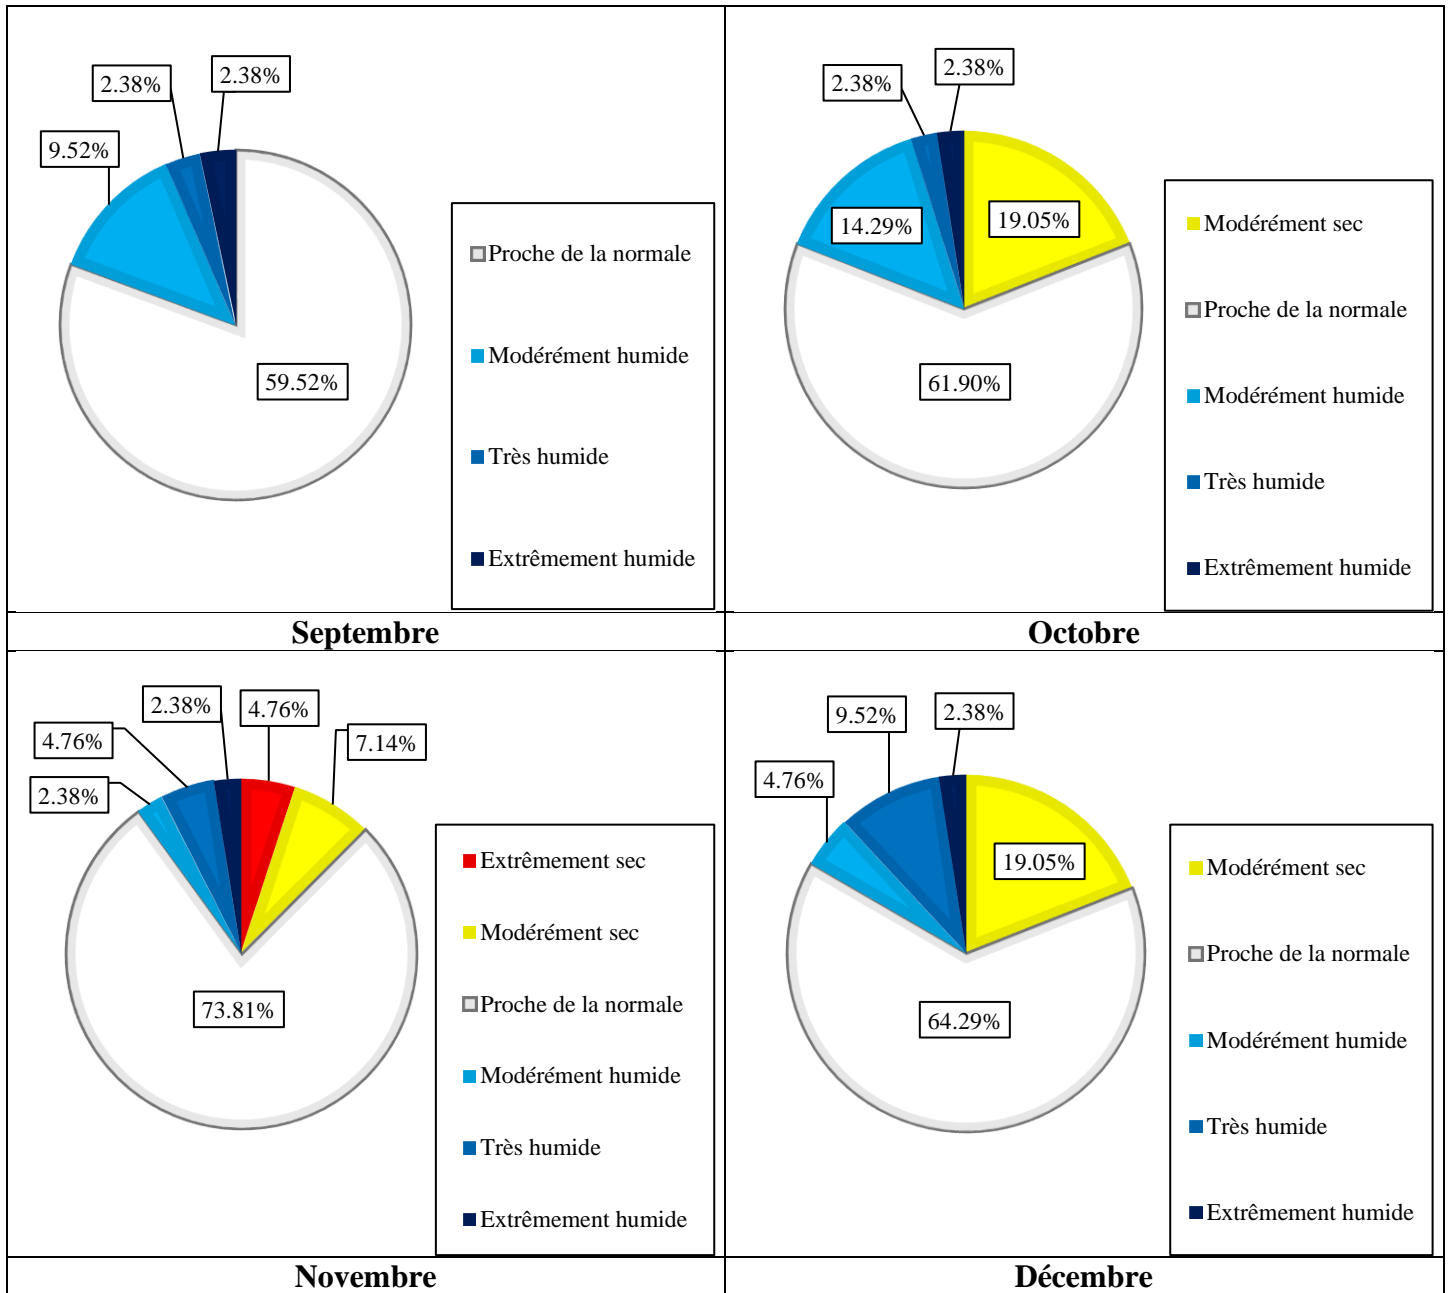 2.38%
2.38%
9.52%
59.52%
Proche de la normale
Modérément humide
Très humide
Extrêmement humide
Septembre
2.38%
2.38%
14.29%
19.05%
61.90%
Modérément sec
Proche de la normale
Modérément humide
Très humide
Extrêmement humide
Octobre
2.38%
4.76%
4.76%
7.14%
2.38%
73.81%
Extrêmement sec
Modérément sec
Proche de la normale
Modérément humide
Très humide
Extrêmement humide
Novembre
9.52%
2.38%
4.76%
19.05%
64.29%
Modérément sec
Proche de la normale
Modérément humide
Très humide
Extrêmement humide
Décembre